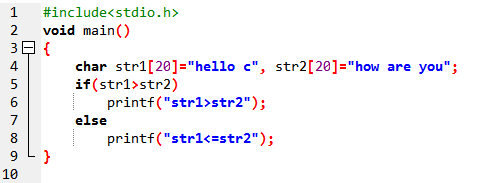 1 #include<stdio.h>
2 void main()
3 {
4 char str1[20]="hello c", str2[20]="how are you";
5 if(str1>str2)
6 printf("str1>str2");
7 else
8 printf("str1<=str2");
9 }
10